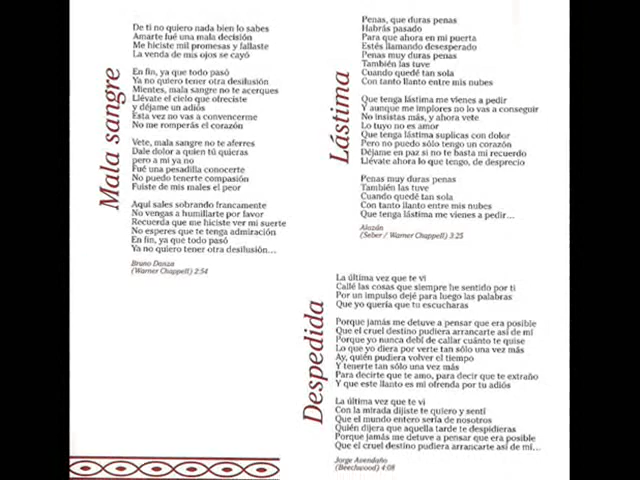 Mala sangre
De ti no quiero nada bien lo sabes
Amarte fué una mala decisión
Me hiciste mil promesas y fallaste
La venda de mis ojos se cayó
En fin, ya que todo pasó
Ya no quiero tener otra desilusión
Mientes, mala sangre no te acerques
Llévate el cielo que ofreciste
y déjame un adiós
Esta vez no vas a convencerme
No me romperás el corazón
Vete, mala sangre no te aferres
Dale dolor a quien tú quieras
pero a mi ya no
Fué una pesadilla conocerte
No puedo tenerte compasión
Fuiste de mis males el peor
Aquí sales sobrando francamente
No vengas a humillarte por favor
Recuerda que me hiciste ver mi suerte
No esperes que te tenga admiración
En fin, ya que todo pasó
Ya no quiero tener otra desilusión...
Bruno Danza
(Warner Chappell) 2:54
Lástima
Penas, que duras penas
Habrás pasado
Para que ahora en mi puerta
Estés llamando desesperado
Penas muy duras penas
También las tuve
Cuando quedé tan sola
Con tanto llanto entre mis nubes
Que tenga lástima me vienes a pedir
Y aunque me implores no lo vas a conseguir
No insistas más, y ahora vete
Lo tuyo no es amor
Que tenga lástima suplicas con dolor
Pero no puedo sólo tengo un corazón
Déjame en paz si no te basta mi recuerdo
Llévate ahora lo que tengo, de desprecio
Penas muy duras penas
También las tuve
Cuando quedé tan sola
Con tanto llanto entre mis nubes
Que tenga lástima me vienes a pedir...
Alazán
(Seber / Warner Chappell) 3:25
Despedida
La última vez que te vi
Callé las cosas que siempre he sentido por ti
Por un impulso dejé para luego las palabras
Que yo quería que tu escucharas
Porque jamás me detuve a pensar que era posible
Que el cruel destino pudiera arrancarte así de mí
Porque yo nunca debí de callar cuánto te quise
Lo que yo diera por verte tan sólo una vez más
Ay, quién pudiera volver el tiempo
Y tenerte tan sólo una vez más
Para decirte que te amo, para decir que te extraño
Y que este llanto es mi ofrenda por tu adiós
La última vez que te vi
Con la mirada dijiste te quiero y sentí
Que el mundo entero sería de nosotros
Quién dijera que aquella tarde te despidieras
Porque jamás me detuve a pensar que era posible
Que el cruel destino pudiera arrancarte así de mí...
Jorge Avendaño
(Beechwood) 4:08